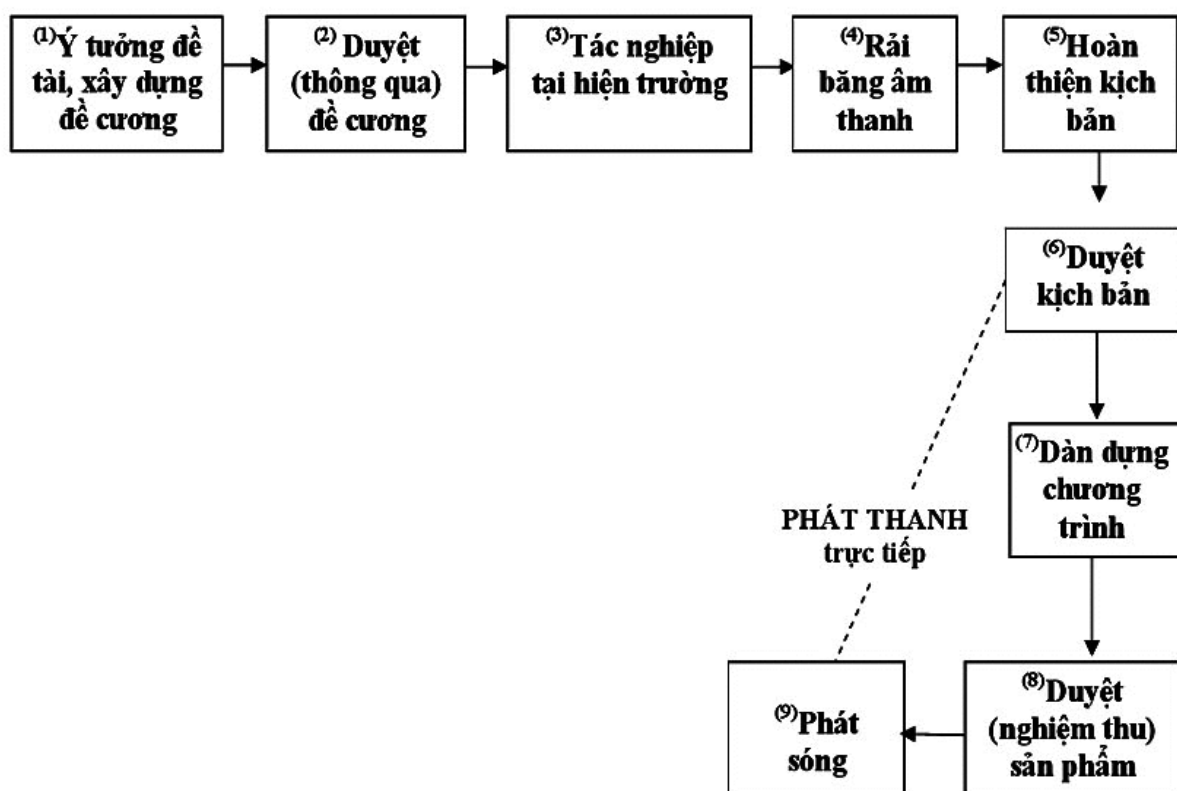 (1)Ý tưởng đề
tài, xây dựng
đề cương
(2) Duyệt
(thông qua)
đề cương
(3)Tác nghiệp
tại hiện trường
(4)Rải
băng âm
thanh
(5)Hoàn
thiện kịch
bản
(6)Duyệt
kịch bản
(7)Dàn dựng
chương
trình
PHÁT THANH
trực tiếp
(8)Duyệt
(nghiệm thu)
sản phẩm
(9)Phát
sóng